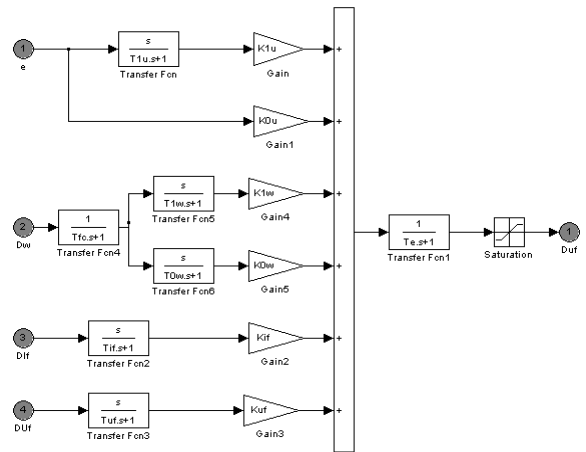 1
e
s
T1u.s+1
Transfer Fcn
K1u
Gain
+
K0u
Gain1
+
2
Dw
1
Tfc.s+1
Transfer Fcn4
s
T1w.s+1
Transfer Fcn5
K1w
Gain4
+
s
T0w.s+1
Transfer Fcn6
K0w
Gain5
+
1
Te.s+1
Transfer Fcn1
Saturation
1
Duf
3
DIf
s
Tif.s+1
Transfer Fcn2
Kif
Gain2
+
4
DUf
s
Tuf.s+1
Transfer Fcn3
Kuf
Gain3
+